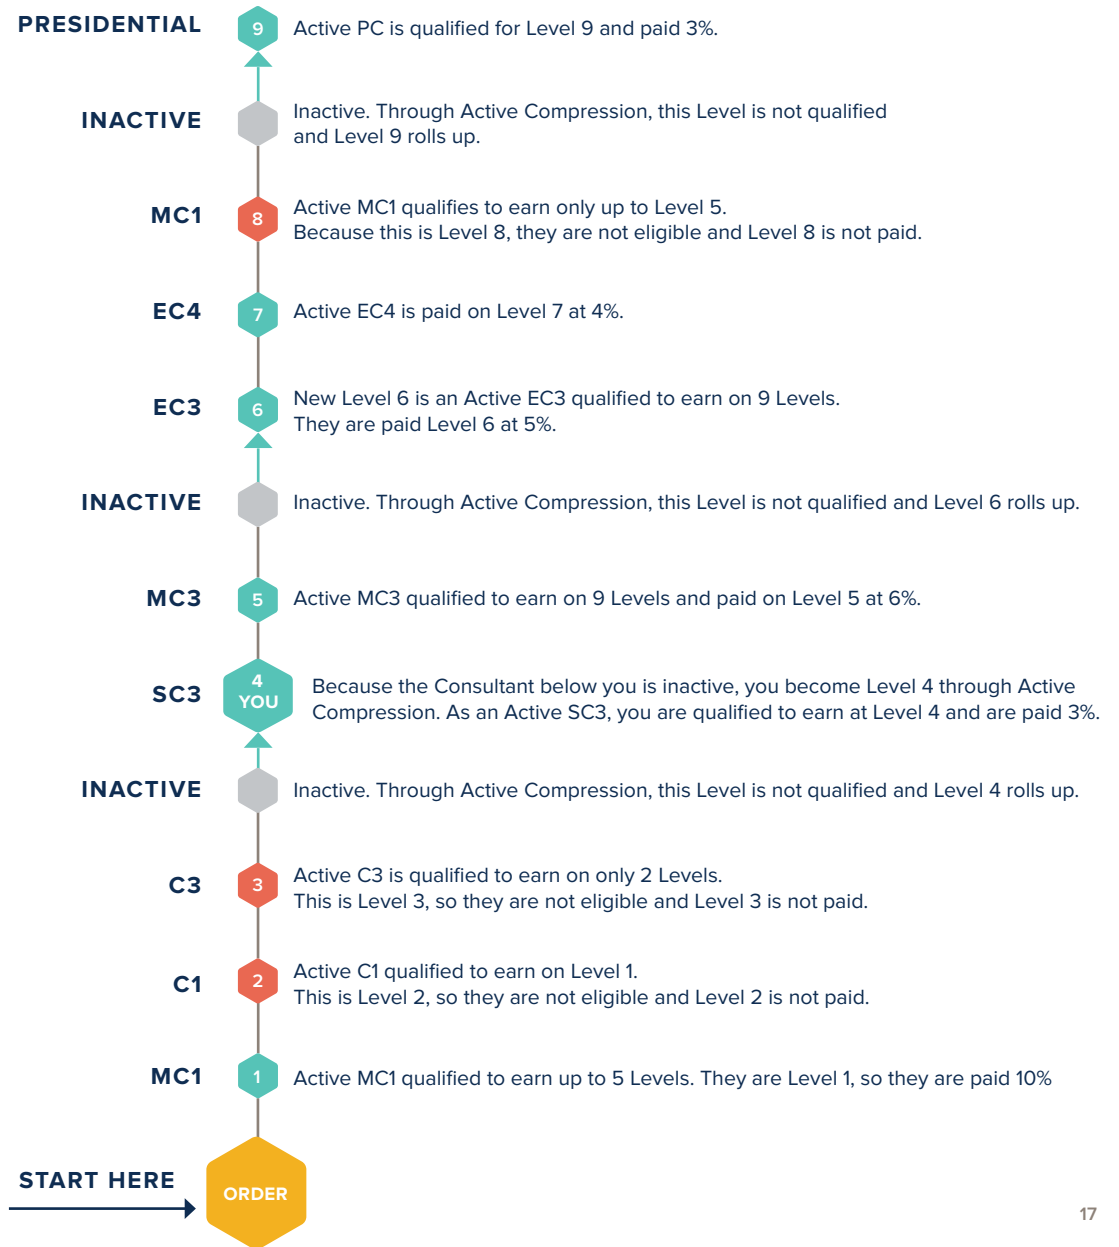 PRESIDENTIAL
9
Active PC is qualified for Level 9 and paid 3%.
INACTIVE
Inactive. Through Active Compression, this Level is not qualified
and Level 9 rolls up.
MC1
8
Active MC1 qualifies to earn only up to Level 5.
Because this is Level 8, they are not eligible and Level 8 is not paid.
EC4
7
Active EC4 is paid on Level 7 at 4%.
EC3
6
New Level 6 is an Active EC3 qualified to earn on 9 Levels.
They are paid Level 6 at 5%.
INACTIVE
Inactive. Through Active Compression, this Level is not qualified and Level 6 rolls up.
MC3
5
Active MC3 qualified to earn on 9 Levels and paid on Level 5 at 6%.
SC3
4
YOU
Because the Consultant below you is inactive, you become Level 4 through Active
Compression. As an Active SC3, you are qualified to earn at Level 4 and are paid 3%.
INACTIVE
Inactive. Through Active Compression, this Level is not qualified and Level 4 rolls up.
C3
3
Active C3 is qualified to earn on only 2 Levels.
This is Level 3, so they are not eligible and Level 3 is not paid.
C1
2
Active C1 qualified to earn on Level 1.
This is Level 2, so they are not eligible and Level 2 is not paid.
MC1
1
Active MC1 qualified to earn up to 5 Levels. They are Level 1, so they are paid 10%
START HERE
ORDER
17